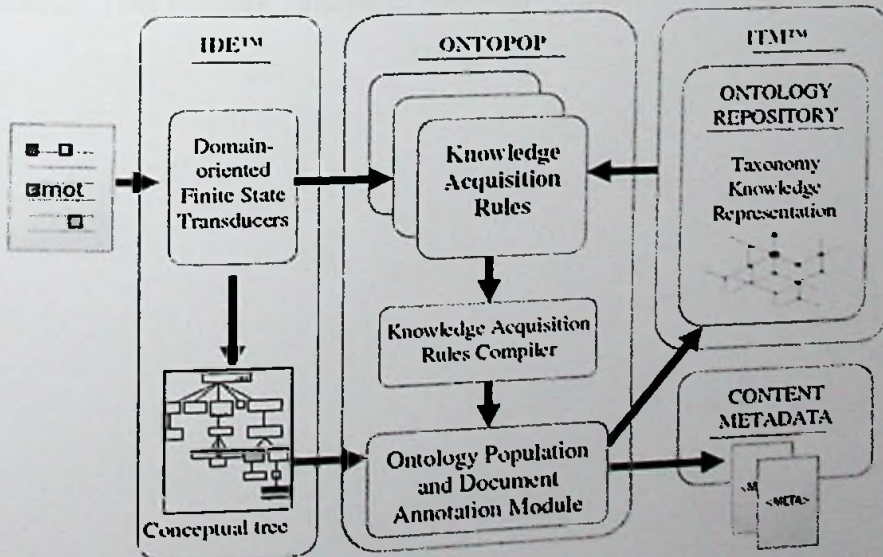 IDE™
ONTOPOP
ITM™
mot
Domain-
oriented
Finite State
Transducers
Conceptual tree
Knowledge
Acquisition
Rules
Knowledge Acquisition
Rules Compiler
Ontology Population
and Document
Annotation Module
ONTOLOGY
REPOSITORY
Taxonomy
Knowledge
Representation
CONTENT
METADATA
<M
<META>